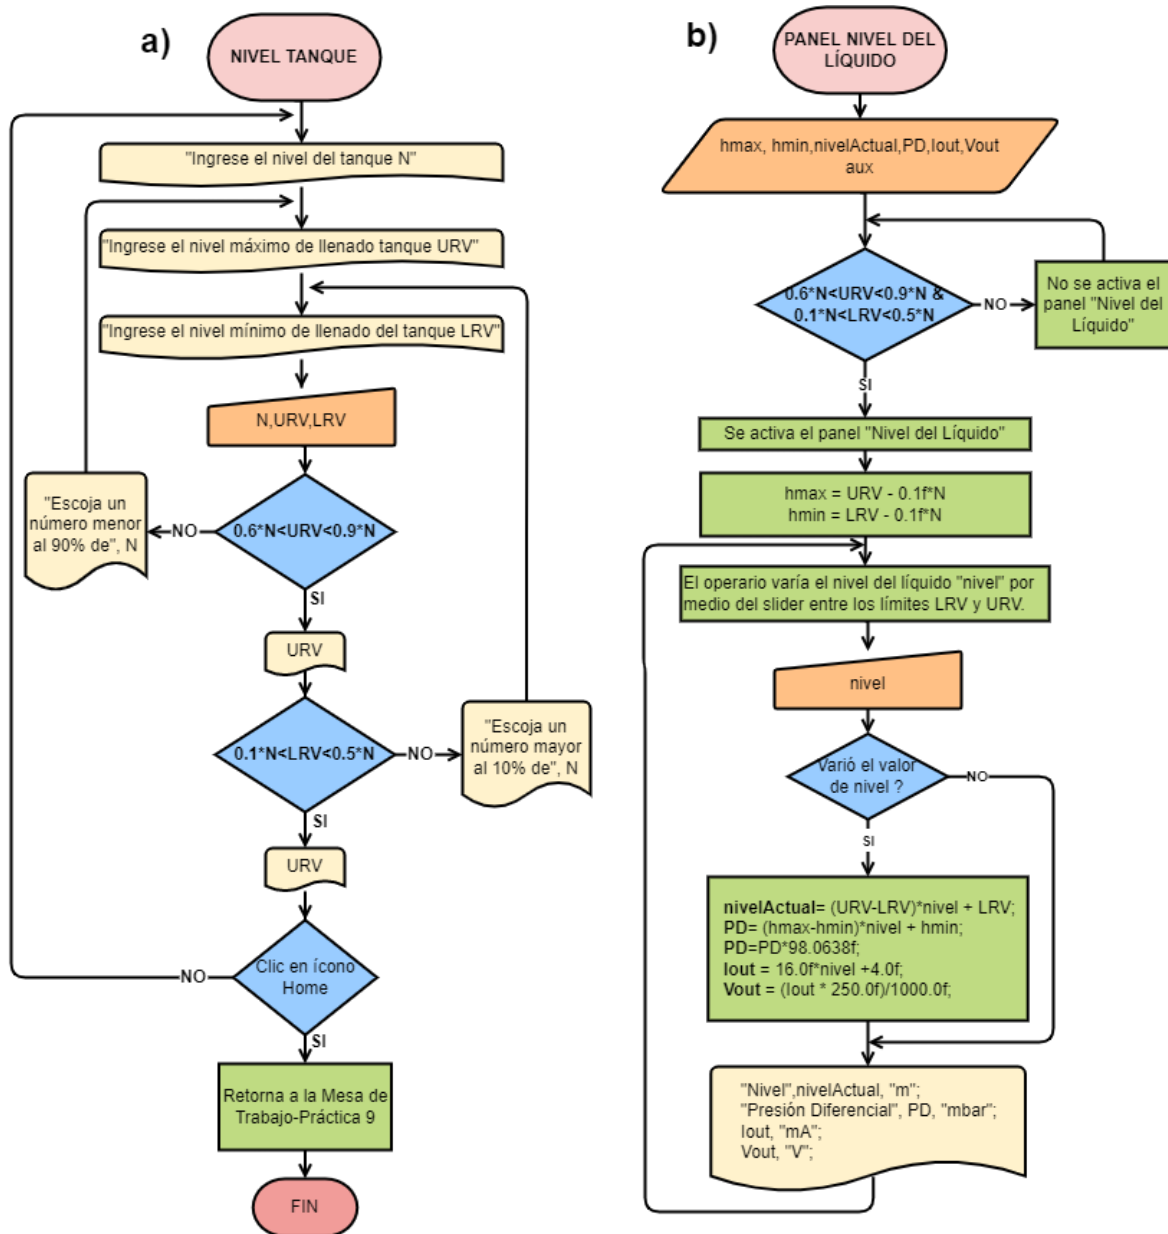 a)
NIVEL TANQUE
"Ingrese el nivel del tanque N"
"Ingrese el nivel máximo de llenado tanque URV"
"Ingrese el nivel mínimo de llenado del tanque LRV"
N,URV,LRV
"Escoja un
número menor
al 90% de", N
NO
0.6*N<URV<0.9*N
SI
URV
0.1*N<LRV<0.5*N
NO
"Escoja un
número mayor
al 10% de", N
SI
URV
NO
Clic en ícono
Home
SI
Retorna a la Mesa de
Trabajo-Práctica 9
FIN
b)
PANEL NIVEL DEL
LÍQUIDO
hmax, hmin,nivelActual,PD,Iout,Vout
aux
0.6*N<URV<0.9*N &
0.1*N<LRV<0.5*N
NO
No se activa el
panel "Nivel del
Líquido"
SI
Se activa el panel "Nivel del Líquido"
hmax = URV - 0.1f*N
hmin = LRV - 0.1f*N
El operario varía el nivel del líquido "nivel" por
medio del slider entre los límites LRV y URV.
nivel
Varió el valor
de nivel ?
NO
SI
nivelActual= (URV-LRV)*nivel + LRV;
PD= (hmax-hmin)*nivel + hmin;
PD=PD*98.0638f;
Iout = 16.0f*nivel +4.0f;
Vout = (Iout * 250.0f)/1000.0f;
"Nivel",nivelActual, "m";
"Presión Diferencial", PD, "mbar";
Iout, "mA";
Vout, "V";